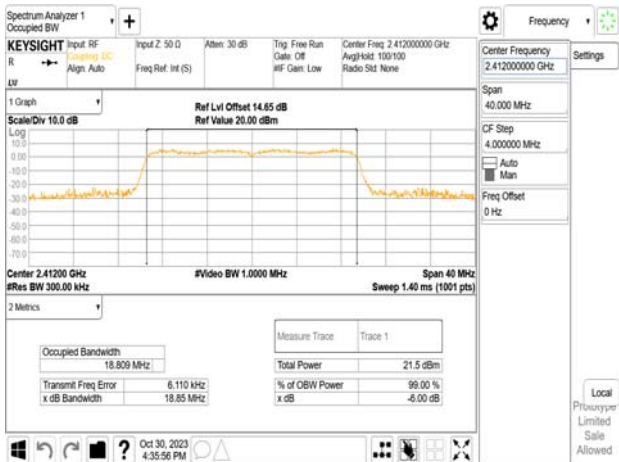 Spectrum Analyzer 1
Occupied BW
Frequency
KEYSIGHT
R
Input: RF
Coupling: DC
Align: Auto
Input Z: 50 Ω
Freq Ref: Int (S)
Atten: 30 dB
Trig: Free Run
Gate: Off
#IF Gain: Low
Center Freq: 2.412000000 GHz
Avg|Hold: 100/100
Radio Std: None
Center Frequency
2.412000000 GHz
Settings
Span
40.000 MHz
CF Step
4.000000 MHz
Auto
Man
Freq Offset
0 Hz
1 Graph
Scale/Div 10.0 dB
Ref Lvl Offset 14.65 dB
Ref Value 20.00 dBm
Log
10.0
0.00
-10.0
-20.0
-30.0
-40.0
-50.0
-60.0
-70.0
Center 2.41200 GHz
#Res BW 300.00 kHz
#Video BW 1.0000 MHz
Span 40 MHz
Sweep 1.40 ms (1001 pts)
2 Metrics
Measure Trace
Trace 1
Occupied Bandwidth
18.809 MHz
Total Power
21.5 dBm
Transmit Freq Error
6.110 kHz
% of OBW Power
99.00 %
x dB Bandwidth
18.85 MHz
x dB
-6.00 dB
Local
Prototype
Limited
Sale
Allowed
?
Oct 30, 2023
4:35:56 PM